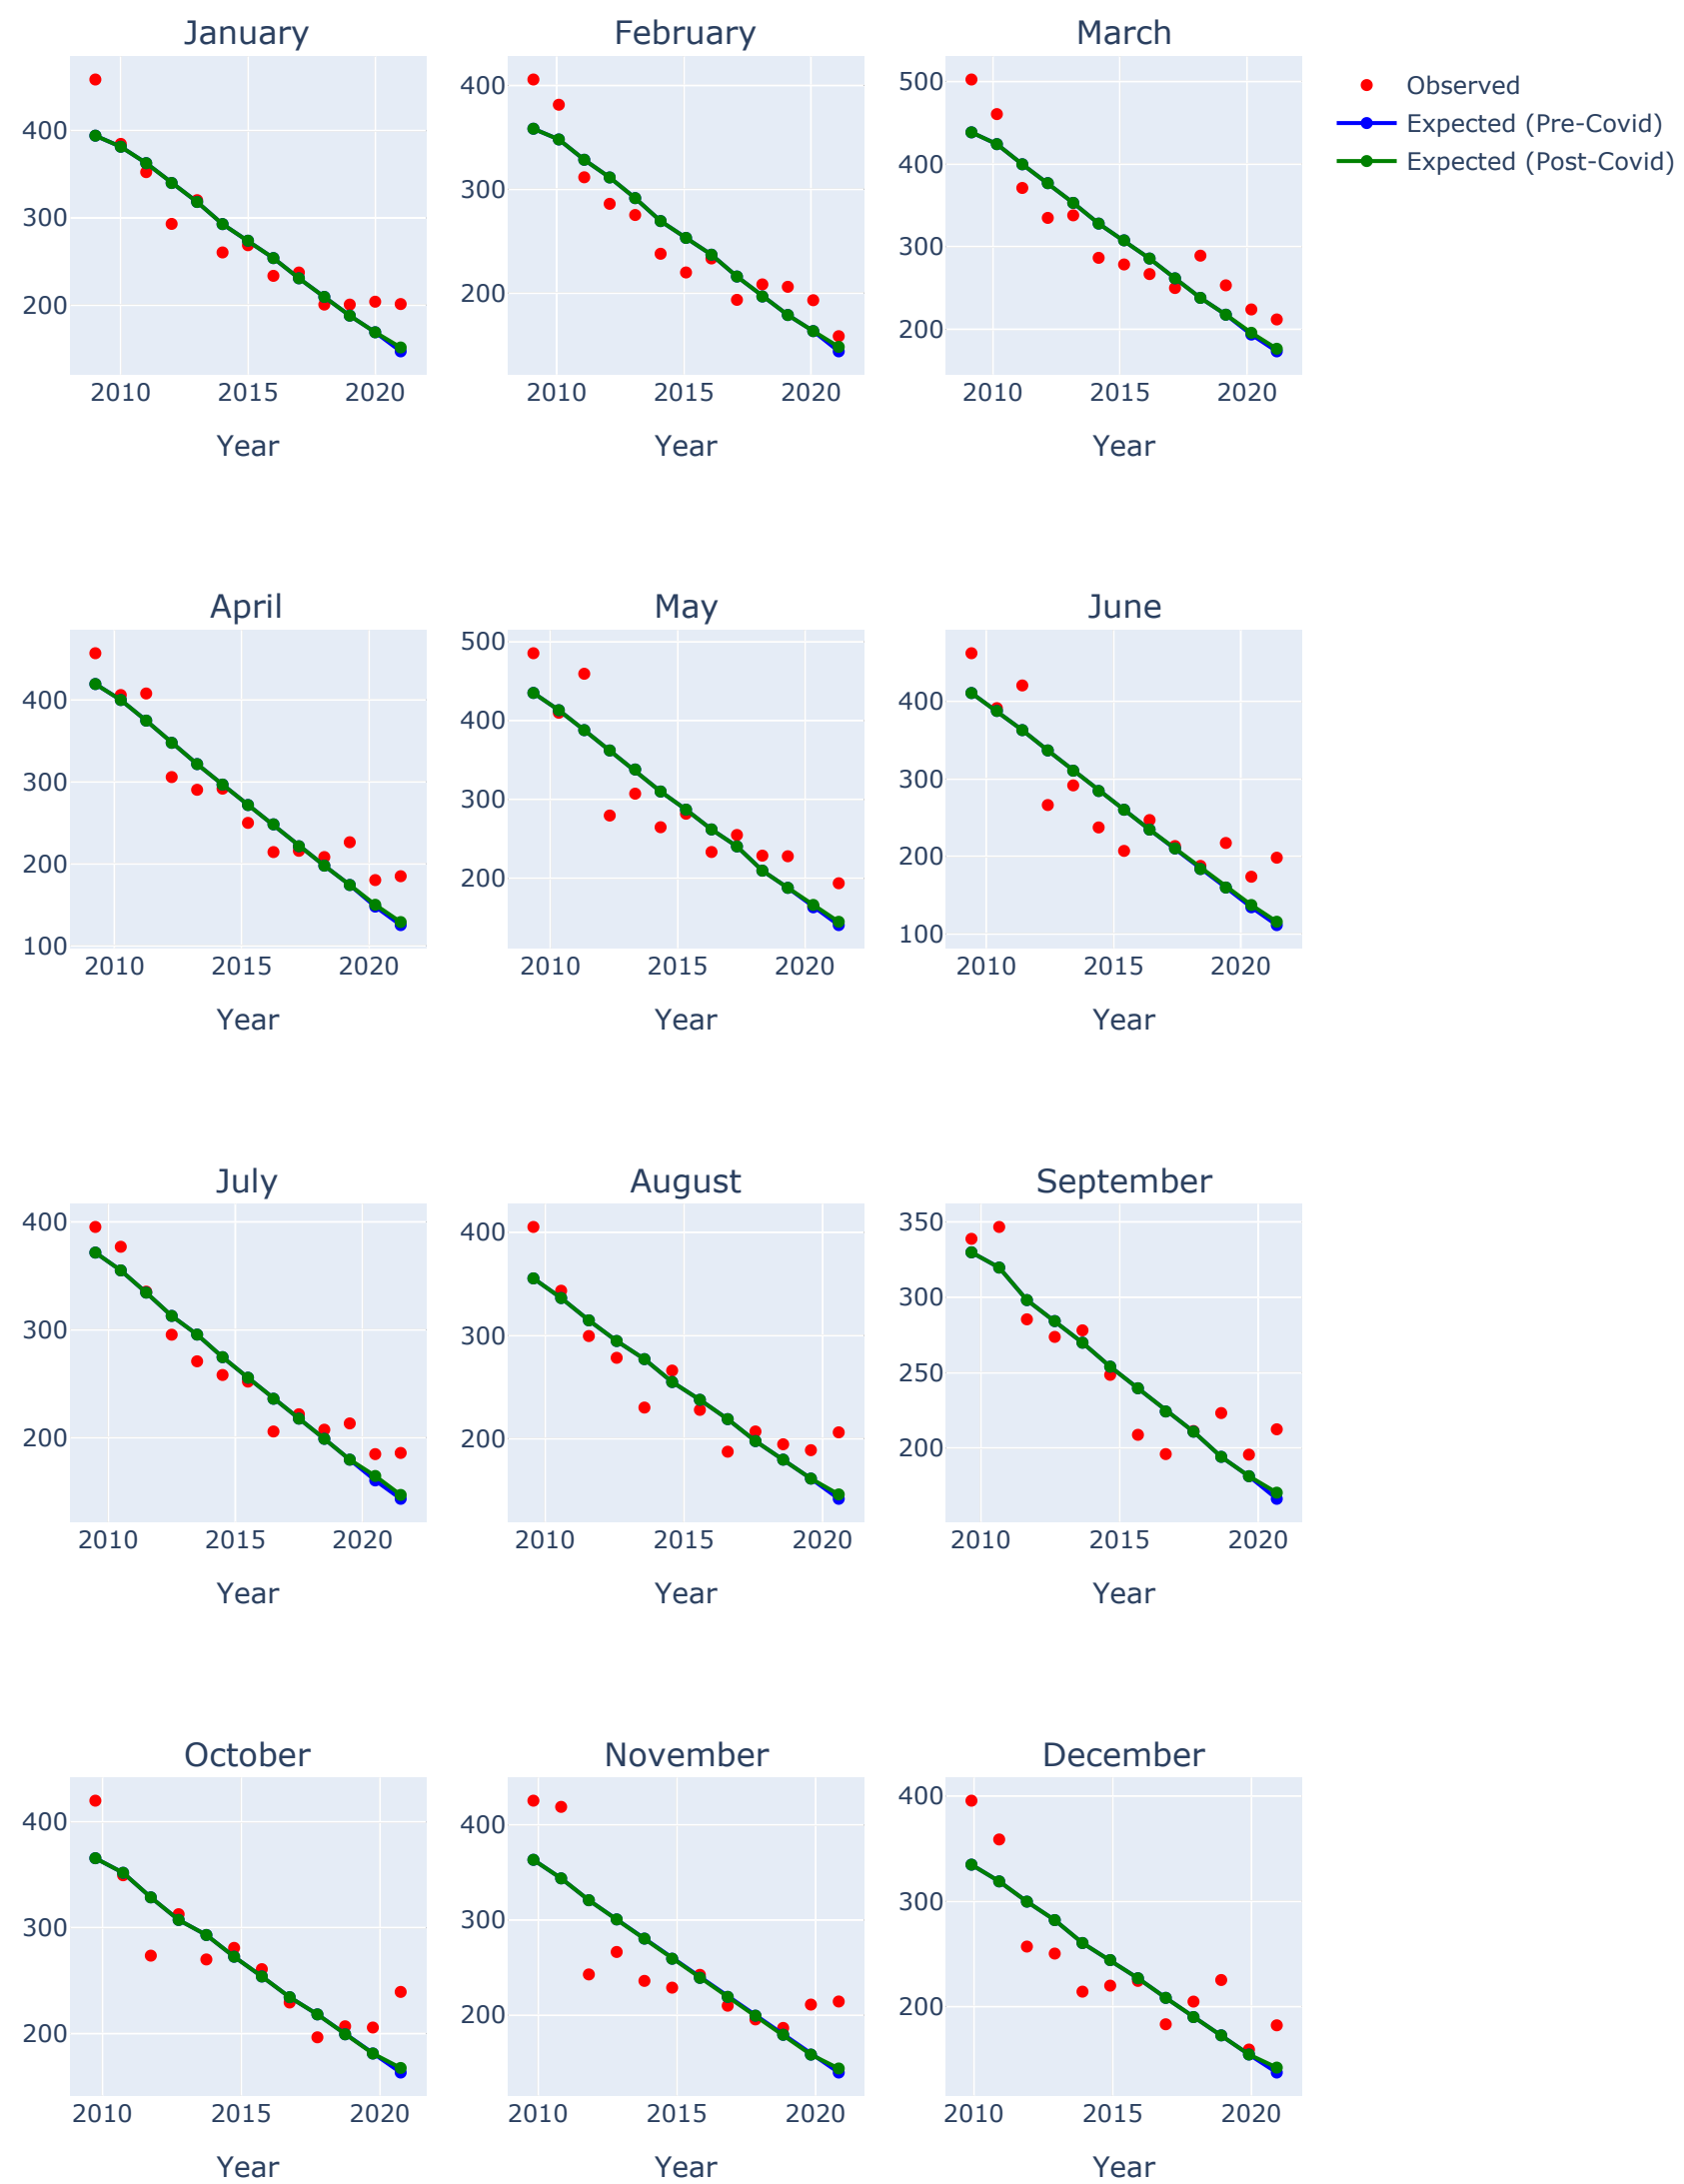 January
February
March
400
300
200
2010
2015
2020
Year
400
300
200
2010
2015
2020
Year
500
400
300
200
2010
2015
2020
Year
Observed
Expected (Pre-Covid)
Expected (Post-Covid)
April
May
June
400
300
200
100
2010
2015
2020
Year
500
400
300
200
2010
2015
2020
Year
400
300
200
100
2010
2015
2020
Year
July
August
September
400
300
200
2010
2015
2020
Year
400
300
200
2010
2015
2020
Year
350
300
250
200
2010
2015
2020
Year
October
November
December
400
300
200
2010
2015
2020
Year
400
300
200
2010
2015
2020
Year
400
300
200
2010
2015
2020
Year